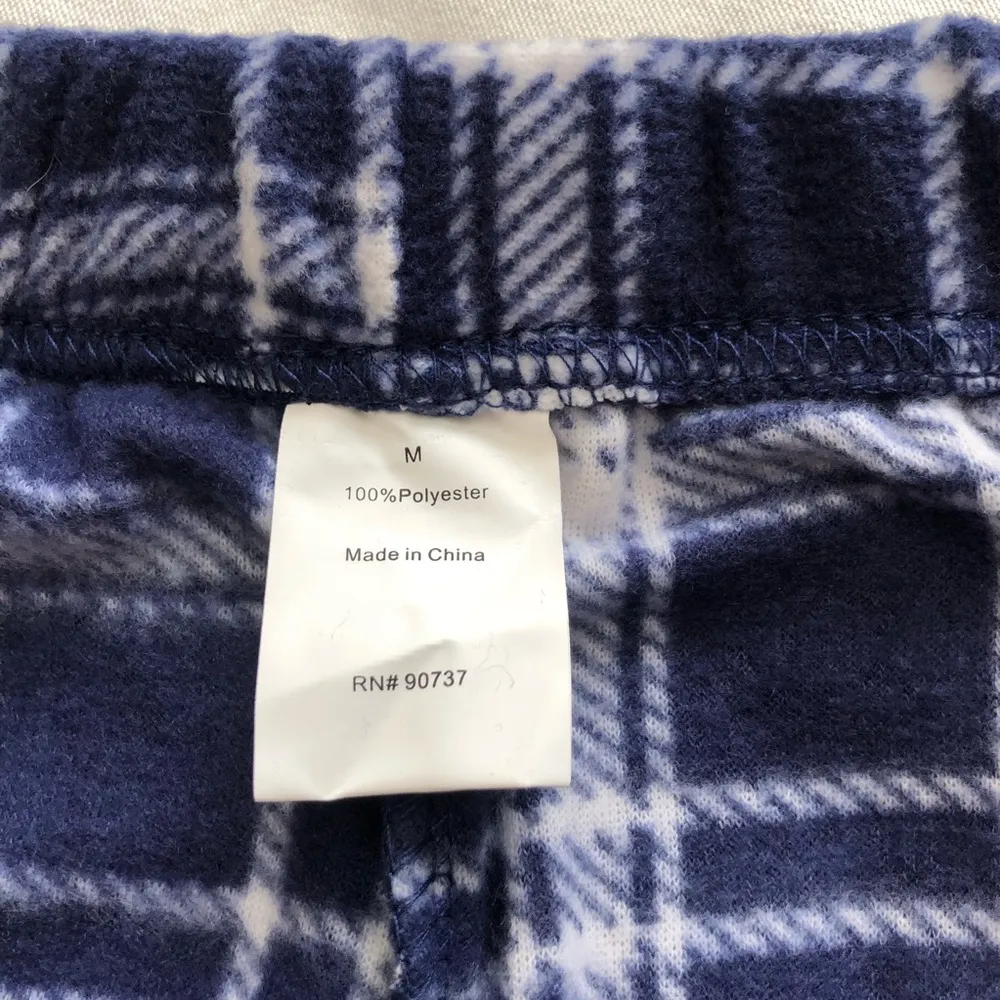 M
100%Polyester
Made in China
RN# 90737